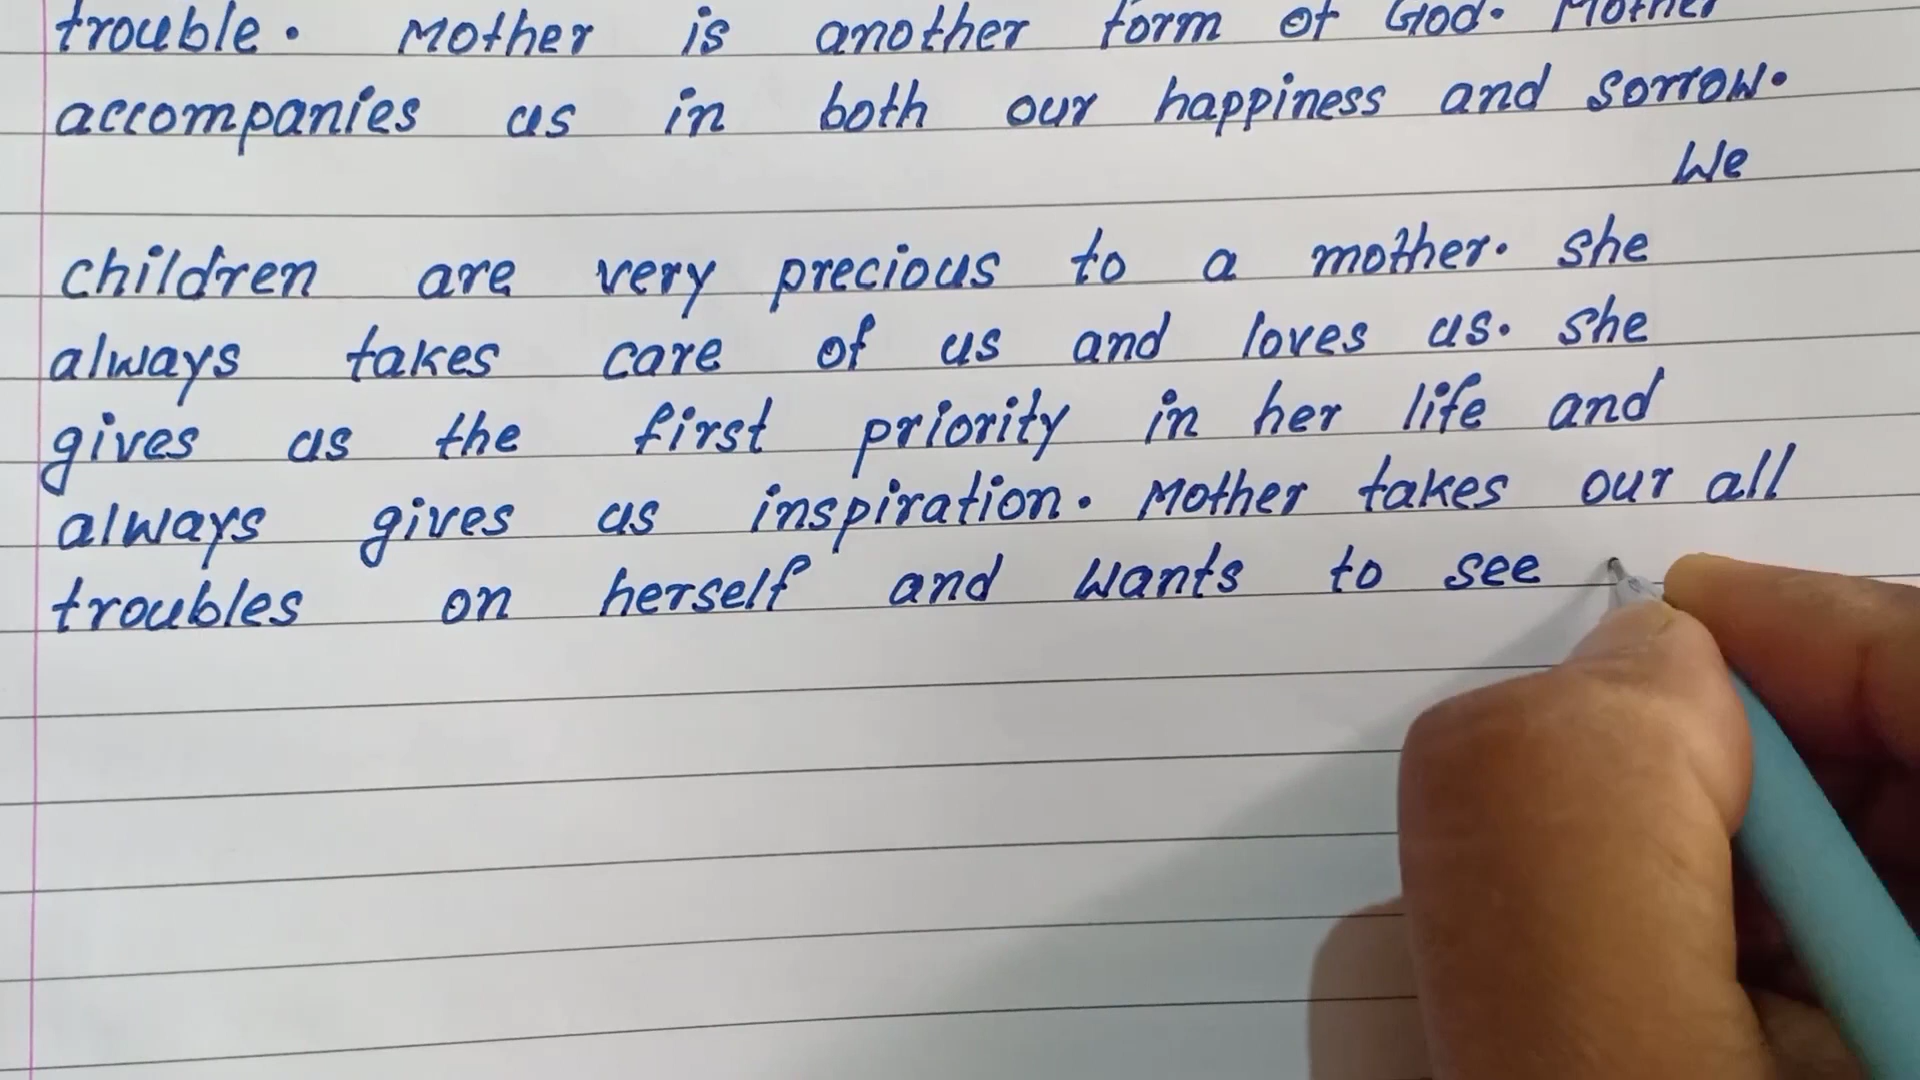 trouble. Mother is another form of God. Mother
accompanies us in both our happiness and sorrow.
We
children are very precious to a mother. she
always takes care of us and loves us. she
gives us the first priority in her life and
always gives us inspiration. Mother takes our all
troubles on herself and wants to see